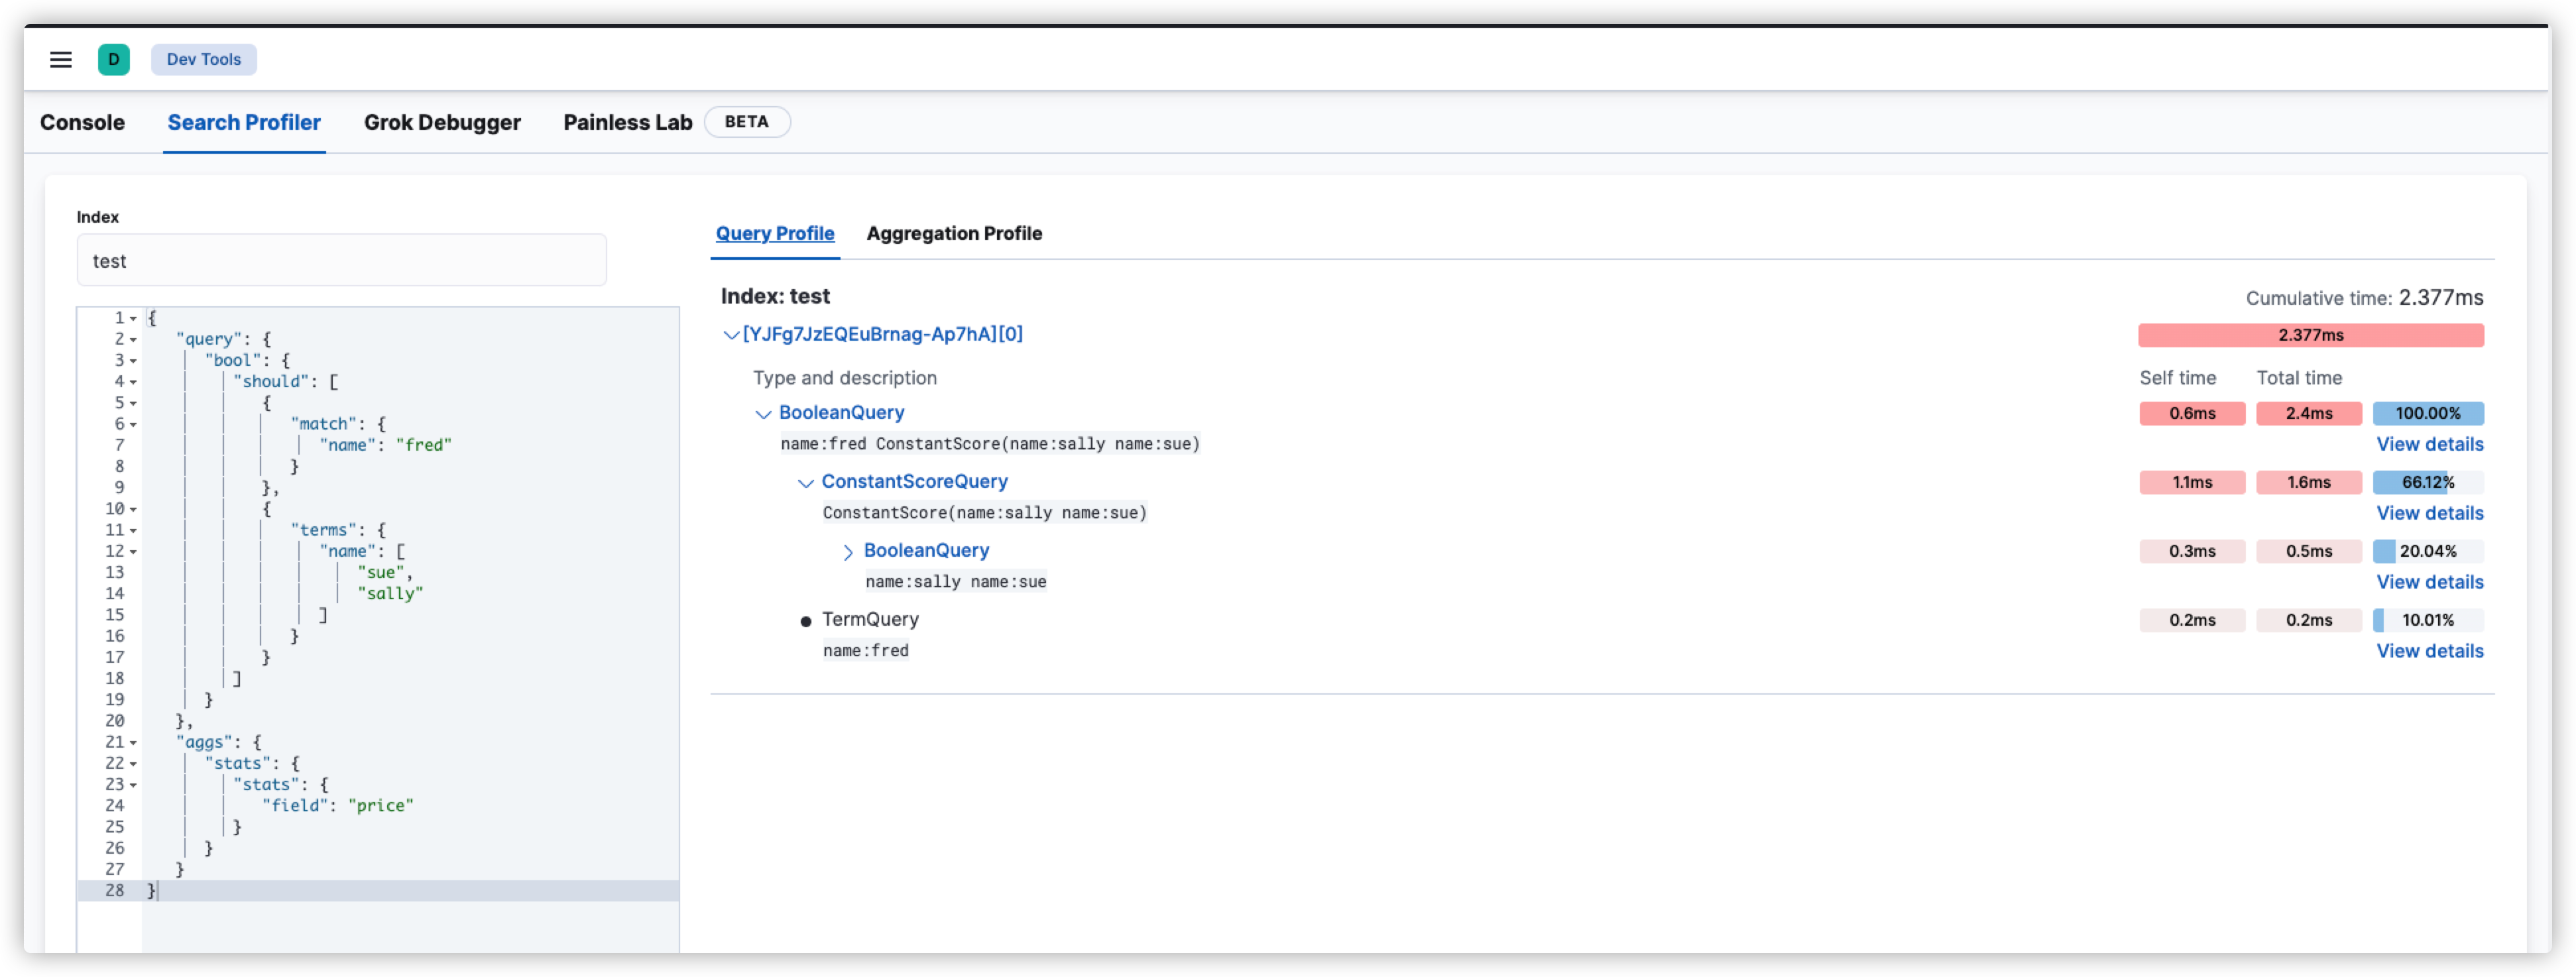 D Dev Tools
Console Search Profiler Grok Debugger Painless Lab BETA
Index
test
1 {
2 "query": {
3 "bool": {
4 "should": [
5 {
6 "match": {
7 "name": "fred"
8 }
9 },
10 {
11 "terms": {
12 "name": [
13 "sue",
14 "sally"
15 ]
16 }
17 }
18 ]
19 }
20 },
21 "aggs": {
22 "stats": {
23 "stats": {
24 "field": "price"
25 }
26 }
27 }
28 }
Query Profile Aggregation Profile
Index: test Cumulative time: 2.377ms
[YJFg7JzEQEuBrnag-Ap7hA][0] 2.377ms
Type and description Self time Total time
BooleanQuery 0.6ms 2.4ms 100.00%
name:fred ConstantScore(name:sally name:sue) View details
ConstantScoreQuery 1.1ms 1.6ms 66.12%
ConstantScore(name:sally name:sue) View details
BooleanQuery 0.3ms 0.5ms 20.04%
name:sally name:sue View details
TermQuery 0.2ms 0.2ms 10.01%
name:fred View details